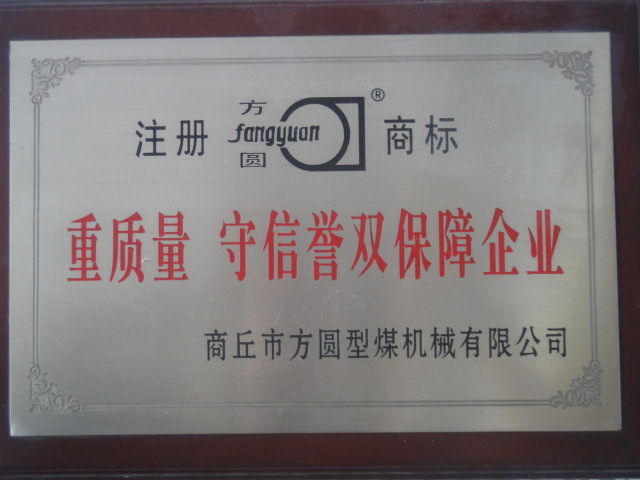 注册 方圆 fangyuan ® 商标
重质量 守信誉双保障企业
商丘市方圆型煤机械有限公司